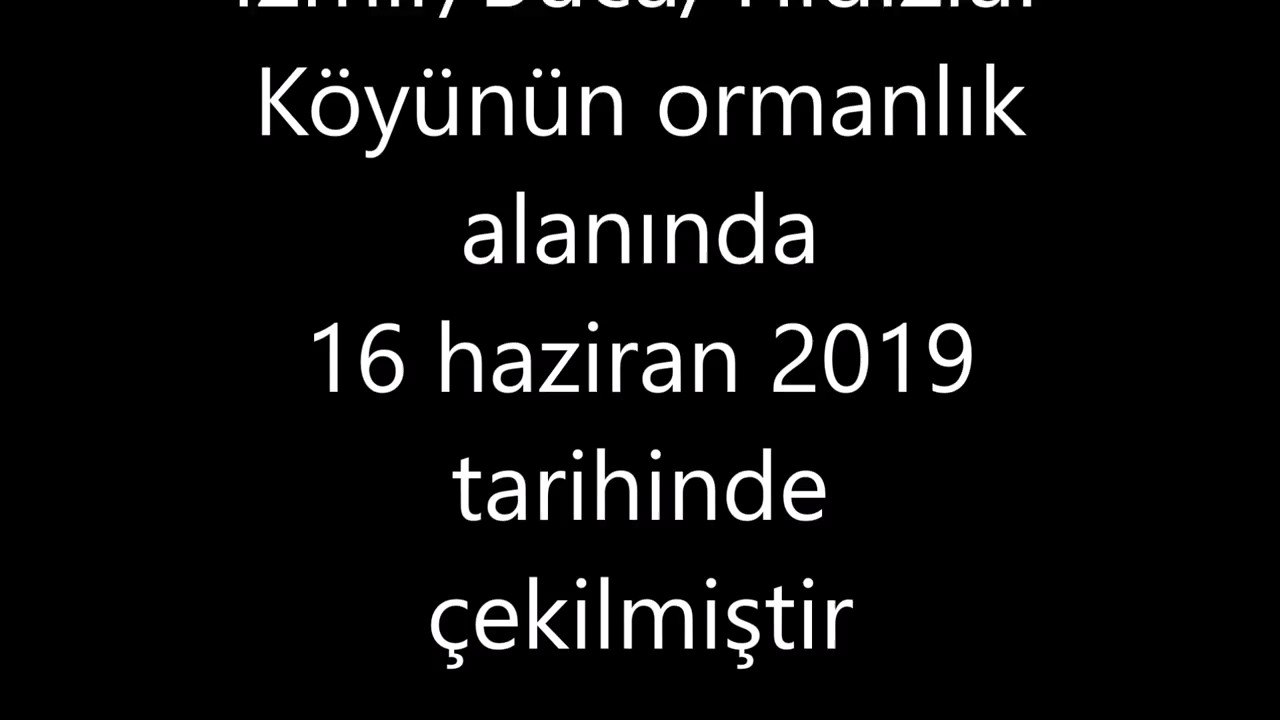 Köyünün ormanlık
alanında
16 haziran 2019
tarihinde
çekilmiştir